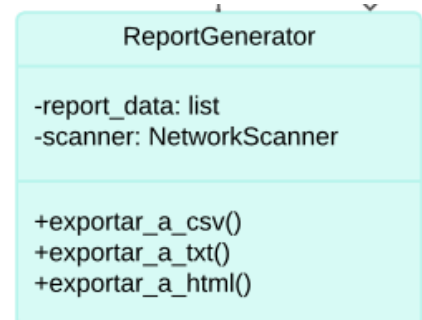 ReportGenerator
-report_data: list
-scanner: NetworkScanner
+exportar_a_csv()
+exportar_a_txt()
+exportar_a_html()